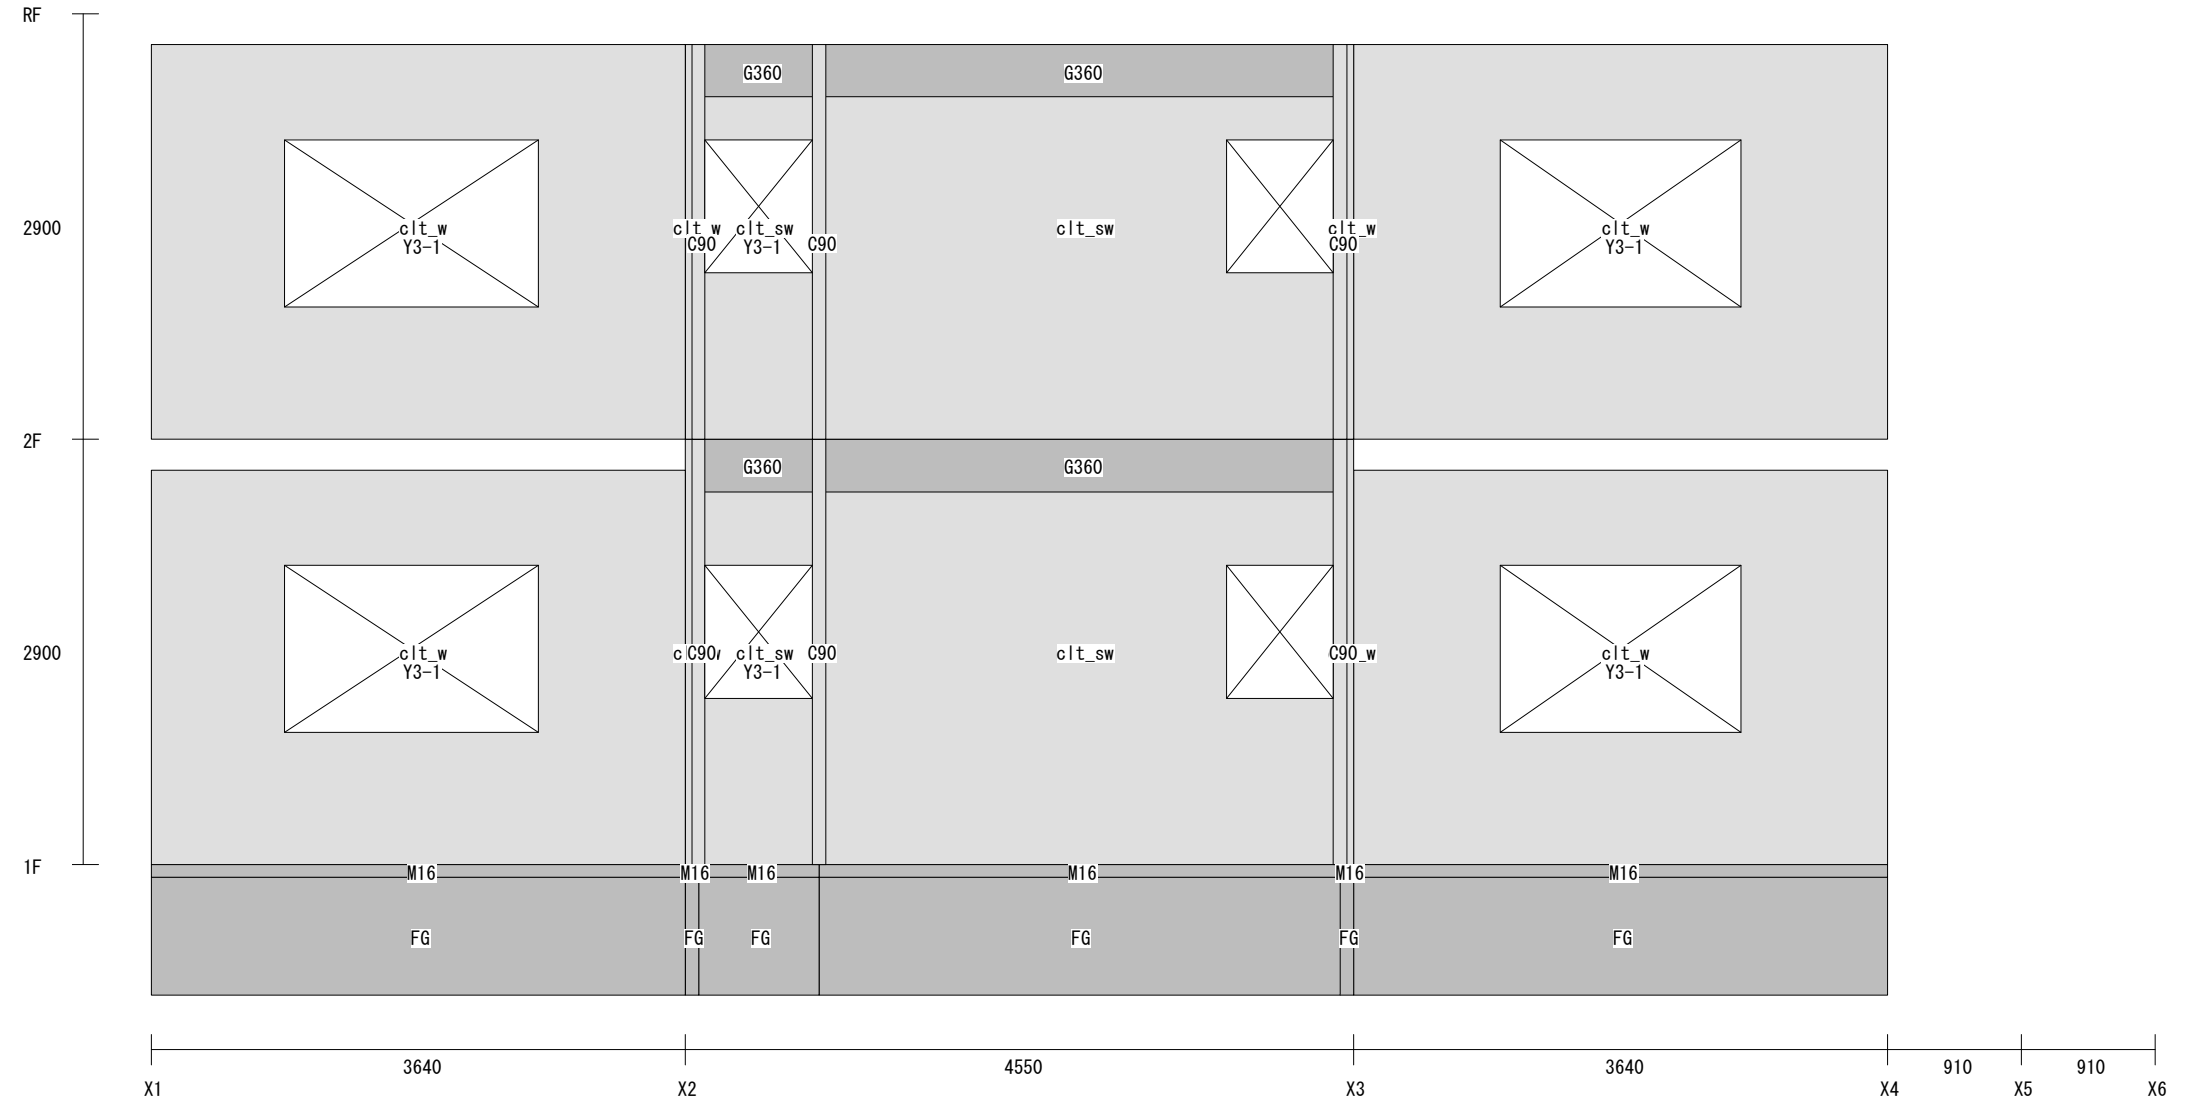 RF
G360
G360
2900
clt_w
Y3-1
clt_w
C90
clt_sw
Y3-1
C90
clt_sw
clt_w
C90
clt_w
Y3-1
2F
G360
G360
2900
clt_w
Y3-1
C90
clt_sw
Y3-1
C90
clt_sw
C90_w
clt_w
Y3-1
1F
M16
M16
M16
M16
M16
M16
FG
FG
FG
FG
FG
FG
3640
4550
3640
910
910
X1
X2
X3
X4
X5
X6